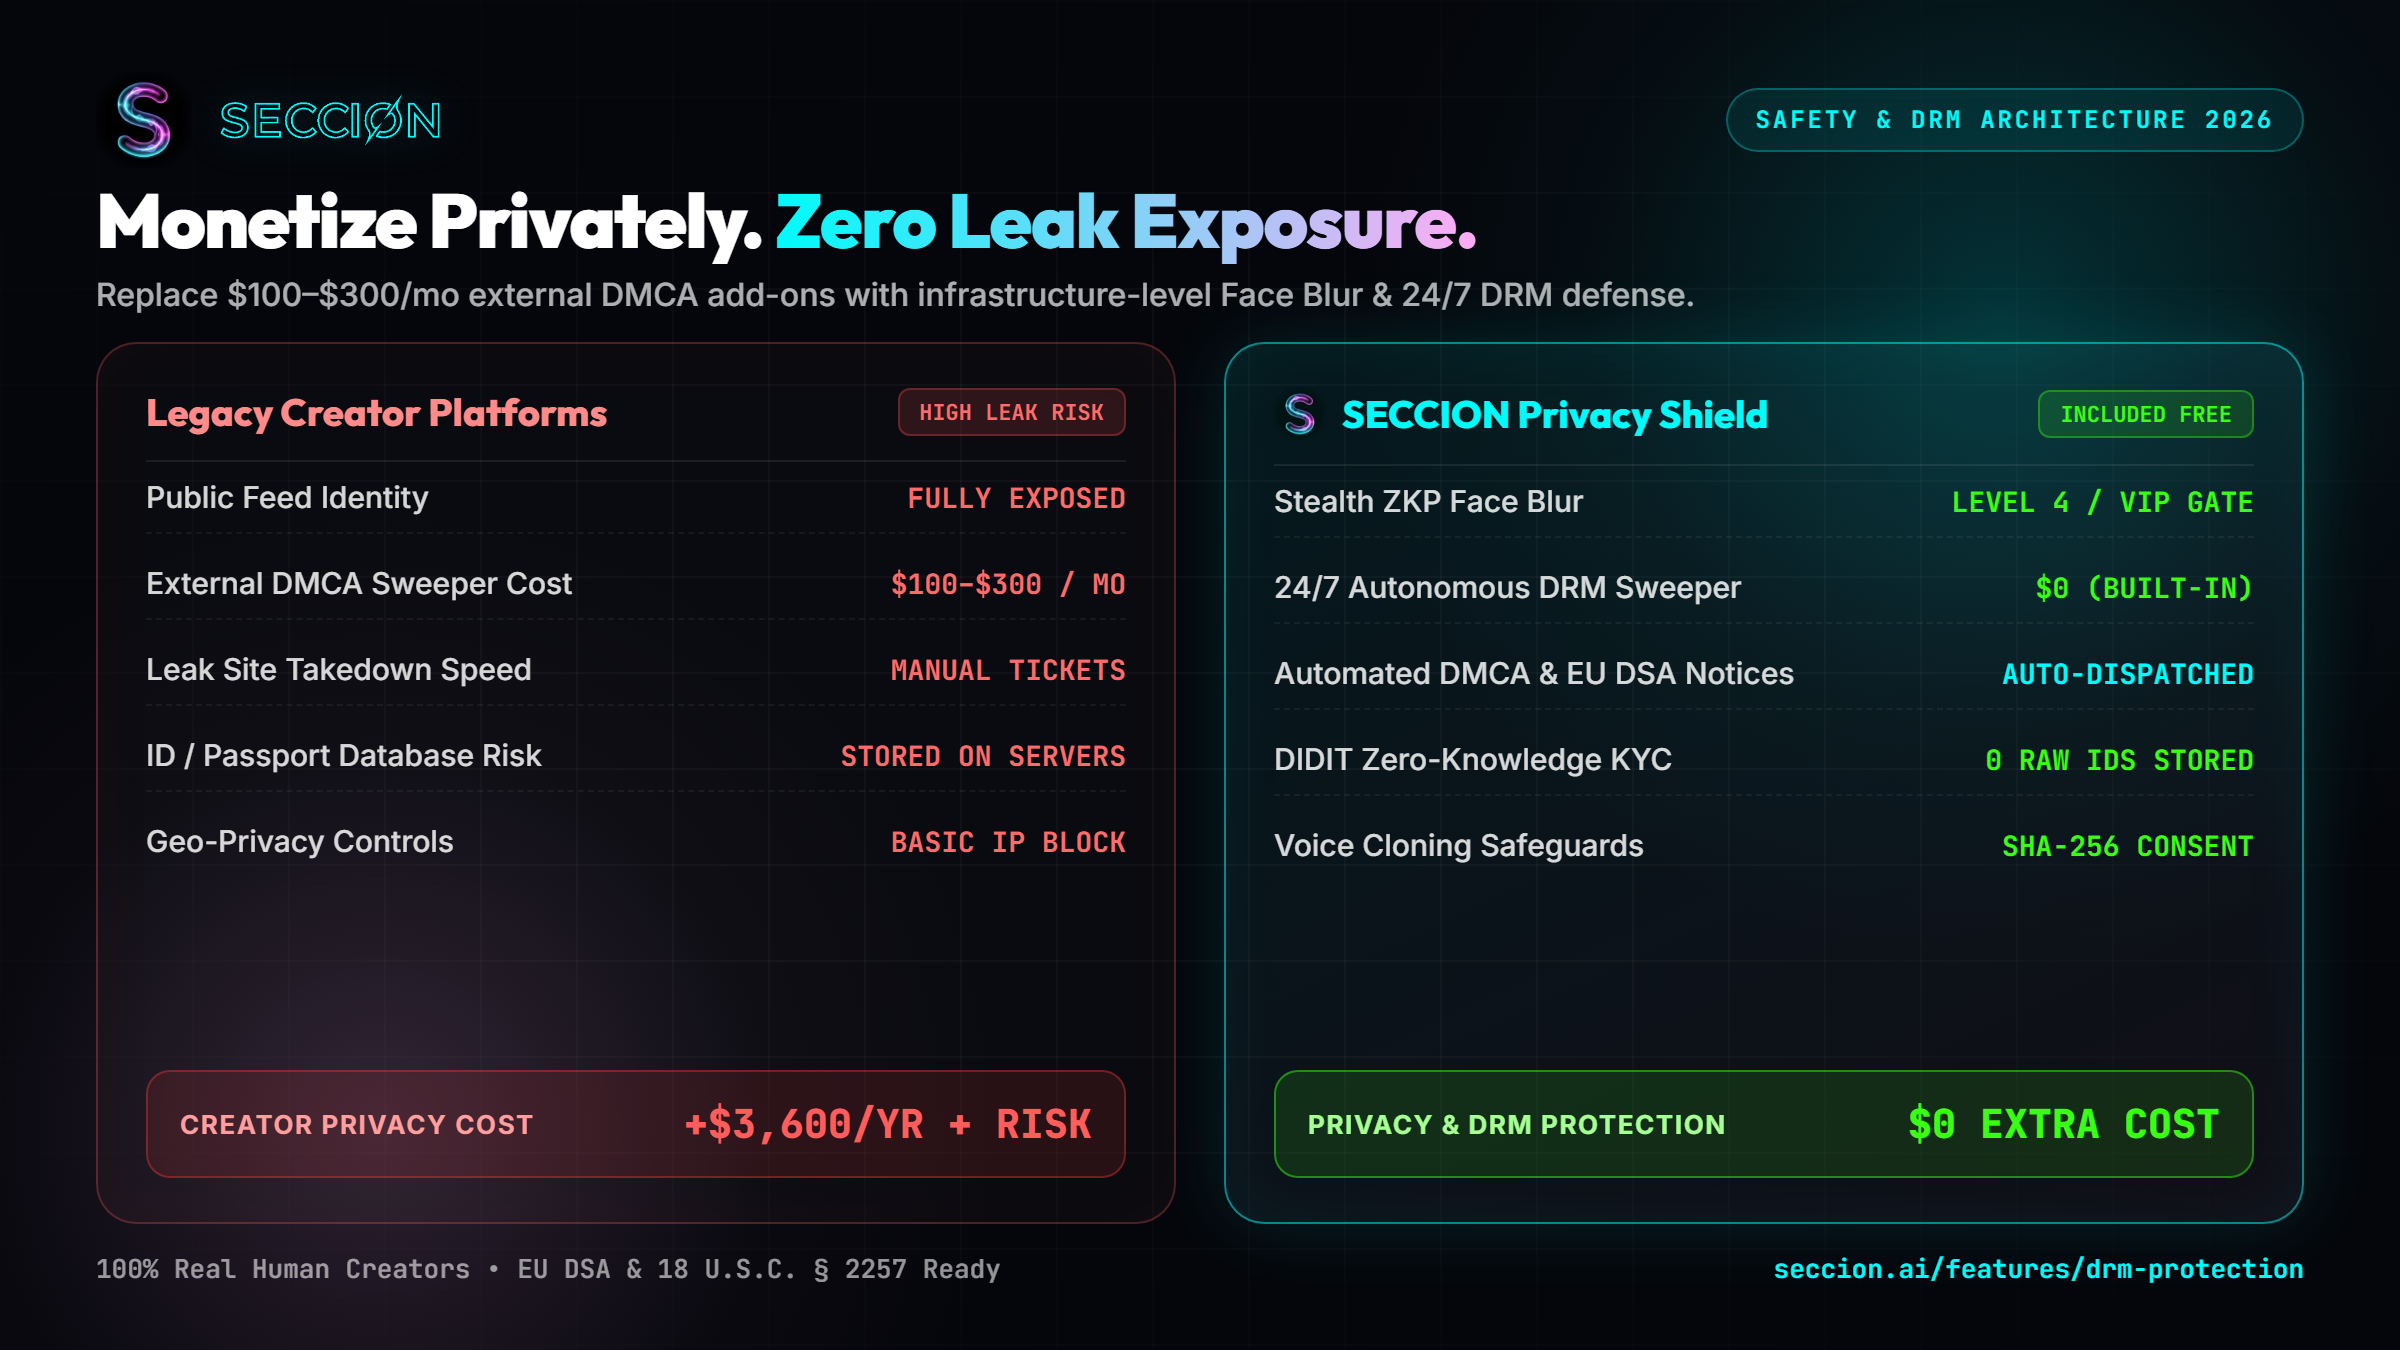 S SECCIØN
SAFETY & DRM ARCHITECTURE 2026
Monetize Privately. Zero Leak Exposure.
Replace $100–$300/mo external DMCA add-ons with infrastructure-level Face Blur & 24/7 DRM defense.
Legacy Creator Platforms
HIGH LEAK RISK
Public Feed Identity FULLY EXPOSED
External DMCA Sweeper Cost $100–$300 / MO
Leak Site Takedown Speed MANUAL TICKETS
ID / Passport Database Risk STORED ON SERVERS
Geo-Privacy Controls BASIC IP BLOCK
CREATOR PRIVACY COST +$3,600/YR + RISK
S SECCION Privacy Shield
INCLUDED FREE
Stealth ZKP Face Blur LEVEL 4 / VIP GATE
24/7 Autonomous DRM Sweeper $0 (BUILT-IN)
Automated DMCA & EU DSA Notices AUTO-DISPATCHED
DIDIT Zero-Knowledge KYC 0 RAW IDS STORED
Voice Cloning Safeguards SHA-256 CONSENT
PRIVACY & DRM PROTECTION $0 EXTRA COST
100% Real Human Creators • EU DSA & 18 U.S.C. § 2257 Ready
seccion.ai/features/drm-protection